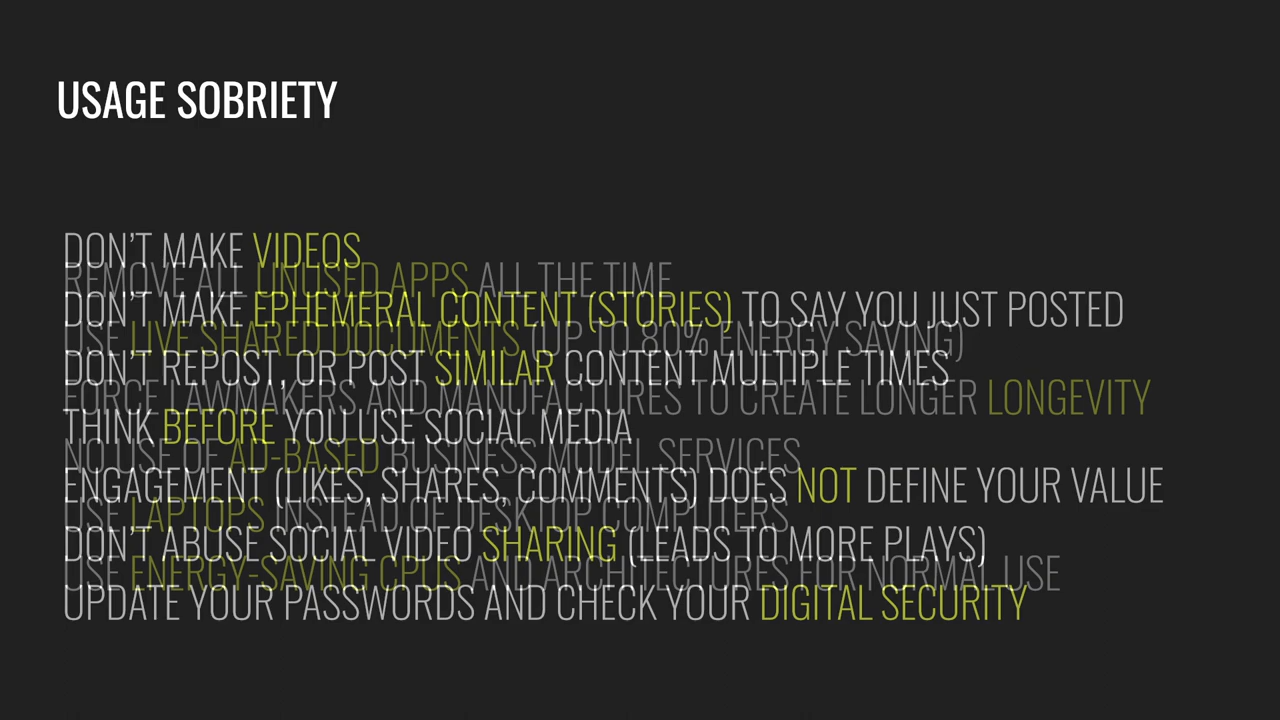 USAGE SOBRIETY
DON'T MAKE VIDEOS
REMOVE ALL UNUSED APPS ALL THE TIME
DON'T MAKE EPHEMERAL CONTENT (STORIES) TO SAY YOU JUST POSTED
USE LIVE SHARED DOCUMENTS (UP TO 80% ENERGY SAVING)
DON'T REPOST, OR POST SIMILAR CONTENT MULTIPLE TIMES
FORCE LAWMAKERS AND MANUFACTURES TO CREATE LONGER LONGEVITY
THINK BEFORE YOU USE SOCIAL MEDIA
NO USE OF AD-BASED BUSINESS MODEL SERVICES
ENGAGEMENT (LIKES, SHARES, COMMENTS) DOES NOT DEFINE YOUR VALUE
USE LAPTOPS INSTEAD OF DESKTOP COMPUTERS
DON'T ABUSE SOCIAL VIDEO SHARING (LEADS TO MORE PLAYS)
USE ENERGY-SAVING CPUS AND ARCHITECTURES FOR NORMAL USE
UPDATE YOUR PASSWORDS AND CHECK YOUR DIGITAL SECURITY